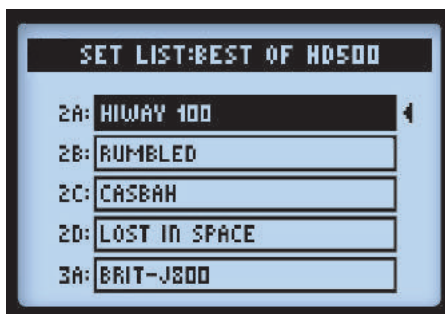 SET LIST:BEST OF HD500
2A: HIWAY 100
2B: RUMBLED
2C: CASBAH
2D: LOST IN SPACE
3A: BRIT-J800